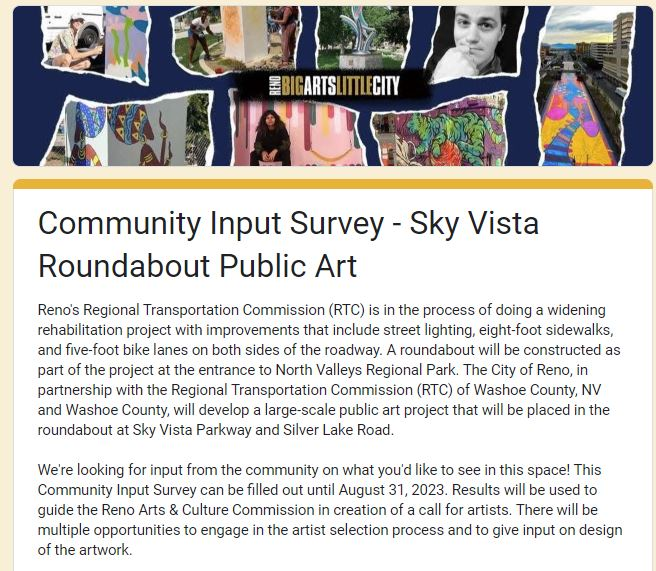 RENO BIGARTSLITTLECITY
Community Input Survey - Sky Vista
Roundabout Public Art
Reno's Regional Transportation Commission (RTC) is in the process of doing a widening
rehabilitation project with improvements that include street lighting, eight-foot sidewalks,
and five-foot bike lanes on both sides of the roadway. A roundabout will be constructed as
part of the project at the entrance to North Valleys Regional Park. The City of Reno, in
partnership with the Regional Transportation Commission (RTC) of Washoe County, NV
and Washoe County, will develop a large-scale public art project that will be placed in the
roundabout at Sky Vista Parkway and Silver Lake Road.
We're looking for input from the community on what you'd like to see in this space! This
Community Input Survey can be filled out until August 31, 2023. Results will be used to
guide the Reno Arts & Culture Commission in creation of a call for artists. There will be
multiple opportunities to engage in the artist selection process and to give input on design
of the artwork.